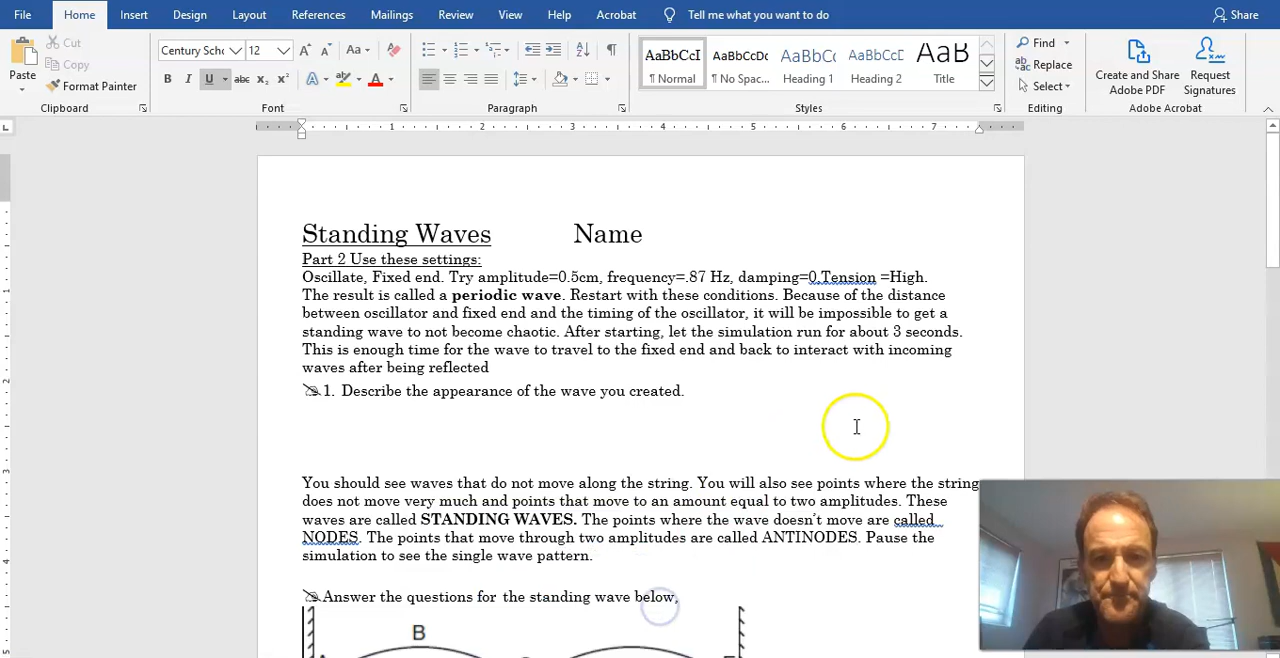 File Home Insert Design Layout References Mailings Review View Help Acrobat Tell me what you want to do Share
Paste Cut Copy Format Painter
Century Scho 12 Aa
B I U abc x₂ x² A A
AaBbCcI AaBbCcDc AaBbCc AaBbCcD AaB
¶ Normal ¶ No Spac... Heading 1 Heading 2 Title
Find Replace Select
Create and Share Adobe PDF Request Signatures
Clipboard Font Paragraph Styles Editing Adobe Acrobat
1 2 3 4 5 6 7
Standing Waves Name
Part 2 Use these settings:
Oscillate, Fixed end. Try amplitude=0.5cm, frequency=.87 Hz, damping=0.Tension =High.
The result is called a periodic wave. Restart with these conditions. Because of the distance
between oscillator and fixed end and the timing of the oscillator, it will be impossible to get a
standing wave to not become chaotic. After starting, let the simulation run for about 3 seconds.
This is enough time for the wave to travel to the fixed end and back to interact with incoming
waves after being reflected
1. Describe the appearance of the wave you created.
You should see waves that do not move along the string. You will also see points where the string
does not move very much and points that move to an amount equal to two amplitudes. These
waves are called STANDING WAVES. The points where the wave doesn't move are called
NODES. The points that move through two amplitudes are called ANTINODES. Pause the
simulation to see the single wave pattern.
Answer the questions for the standing wave below,
B